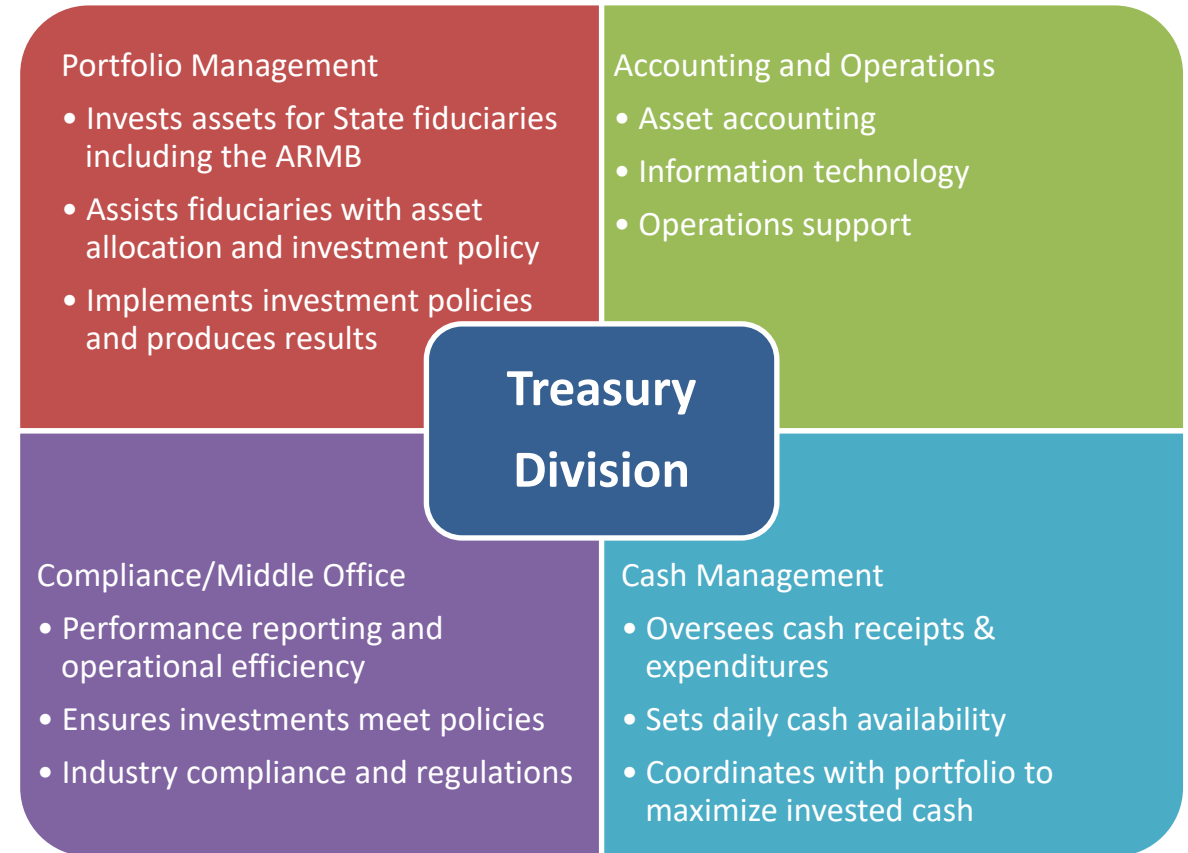 Portfolio Management
• Invests assets for State fiduciaries
including the ARMB
• Assists fiduciaries with asset
allocation and investment policy
• Implements investment policies
and produces results
Accounting and Operations
• Asset accounting
• Information technology
• Operations support
Treasury
Division
Compliance/Middle Office
• Performance reporting and
operational efficiency
• Ensures investments meet policies
• Industry compliance and regulations
Cash Management
• Oversees cash receipts &
expenditures
• Sets daily cash availability
• Coordinates with portfolio to
maximize invested cash